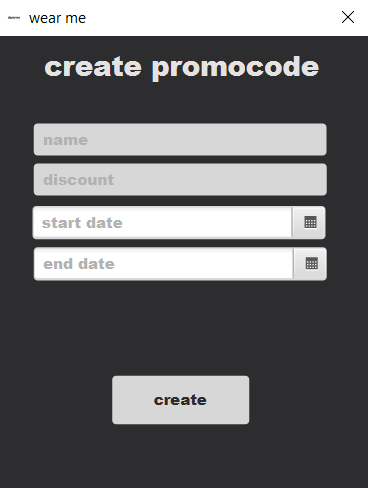 wear me
create promocode
name
discount
start date
end date
create